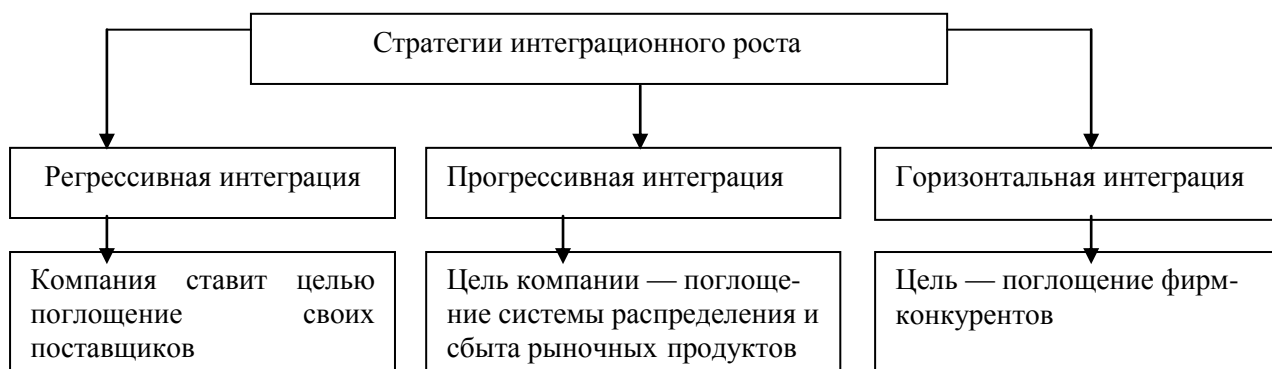 Стратегии интеграционного роста
Регрессивная интеграция
Прогрессивная интеграция
Горизонтальная интеграция
Компания ставит целью
поглощение своих
поставщиков
Цель компании — поглоще-
ние системы распределения и
сбыта рыночных продуктов
Цель — поглощение фирм-
конкурентов